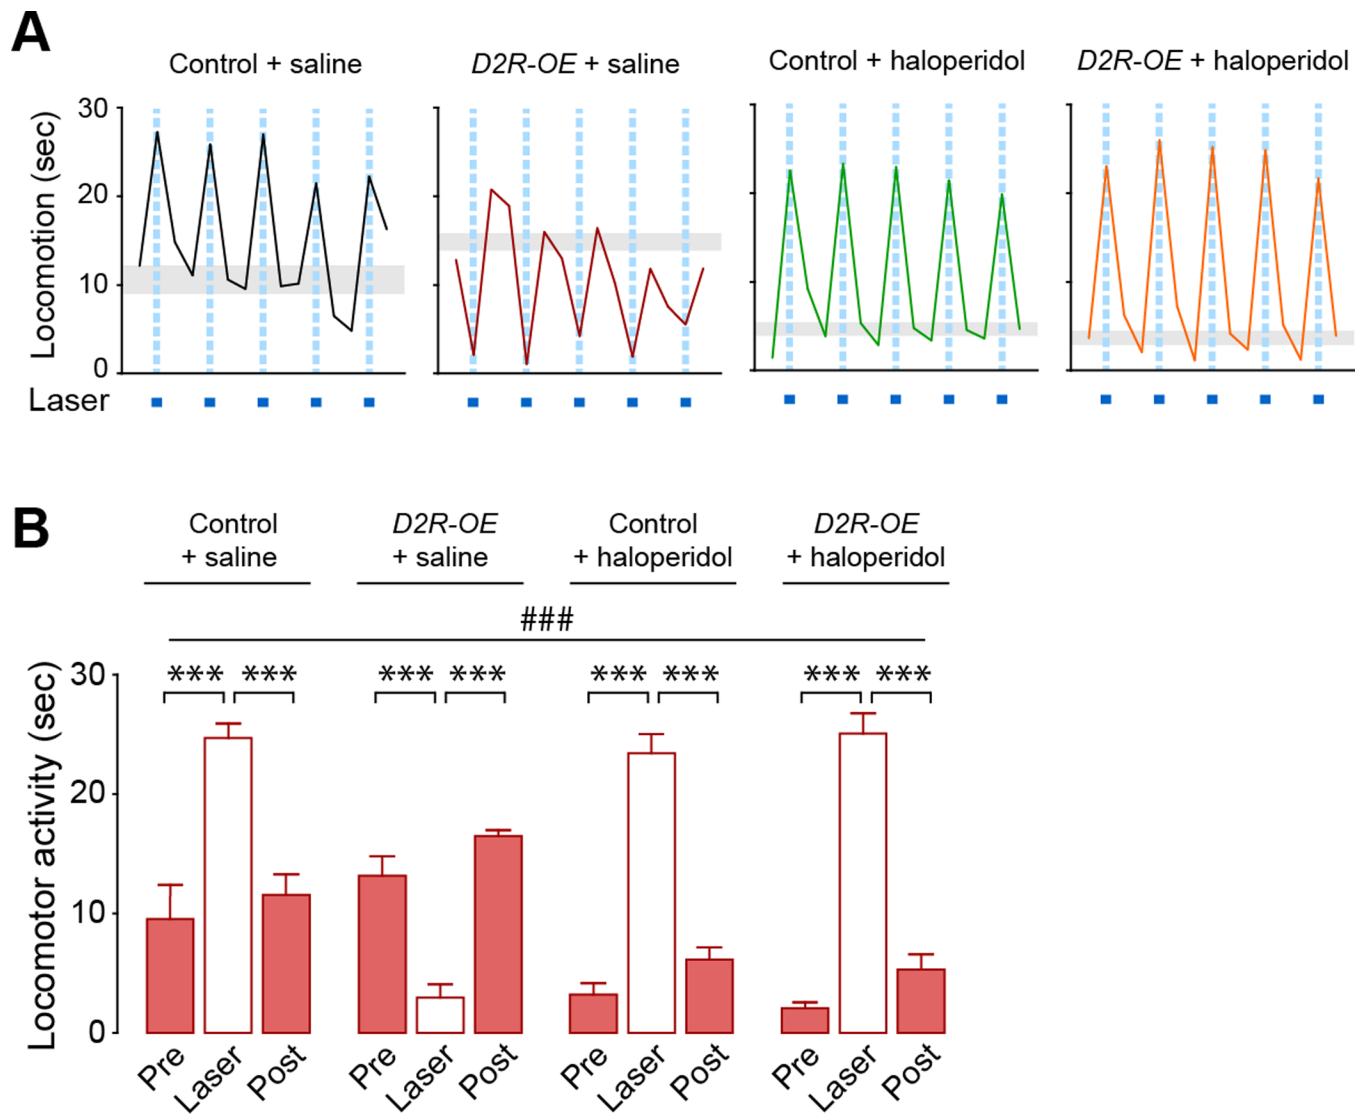 A
Control + saline
D2R-OE + saline
Control + haloperidol
D2R-OE + haloperidol
Locomotion (sec)
30
20
10
0
Laser
B
Control
+ saline
D2R-OE
+ saline
Control
+ haloperidol
D2R-OE
+ haloperidol
###
*** *** *** *** *** *** *** ***
Locomotor activity (sec)
30
20
10
0
Pre Laser Post Pre Laser Post Pre Laser Post Pre Laser Post